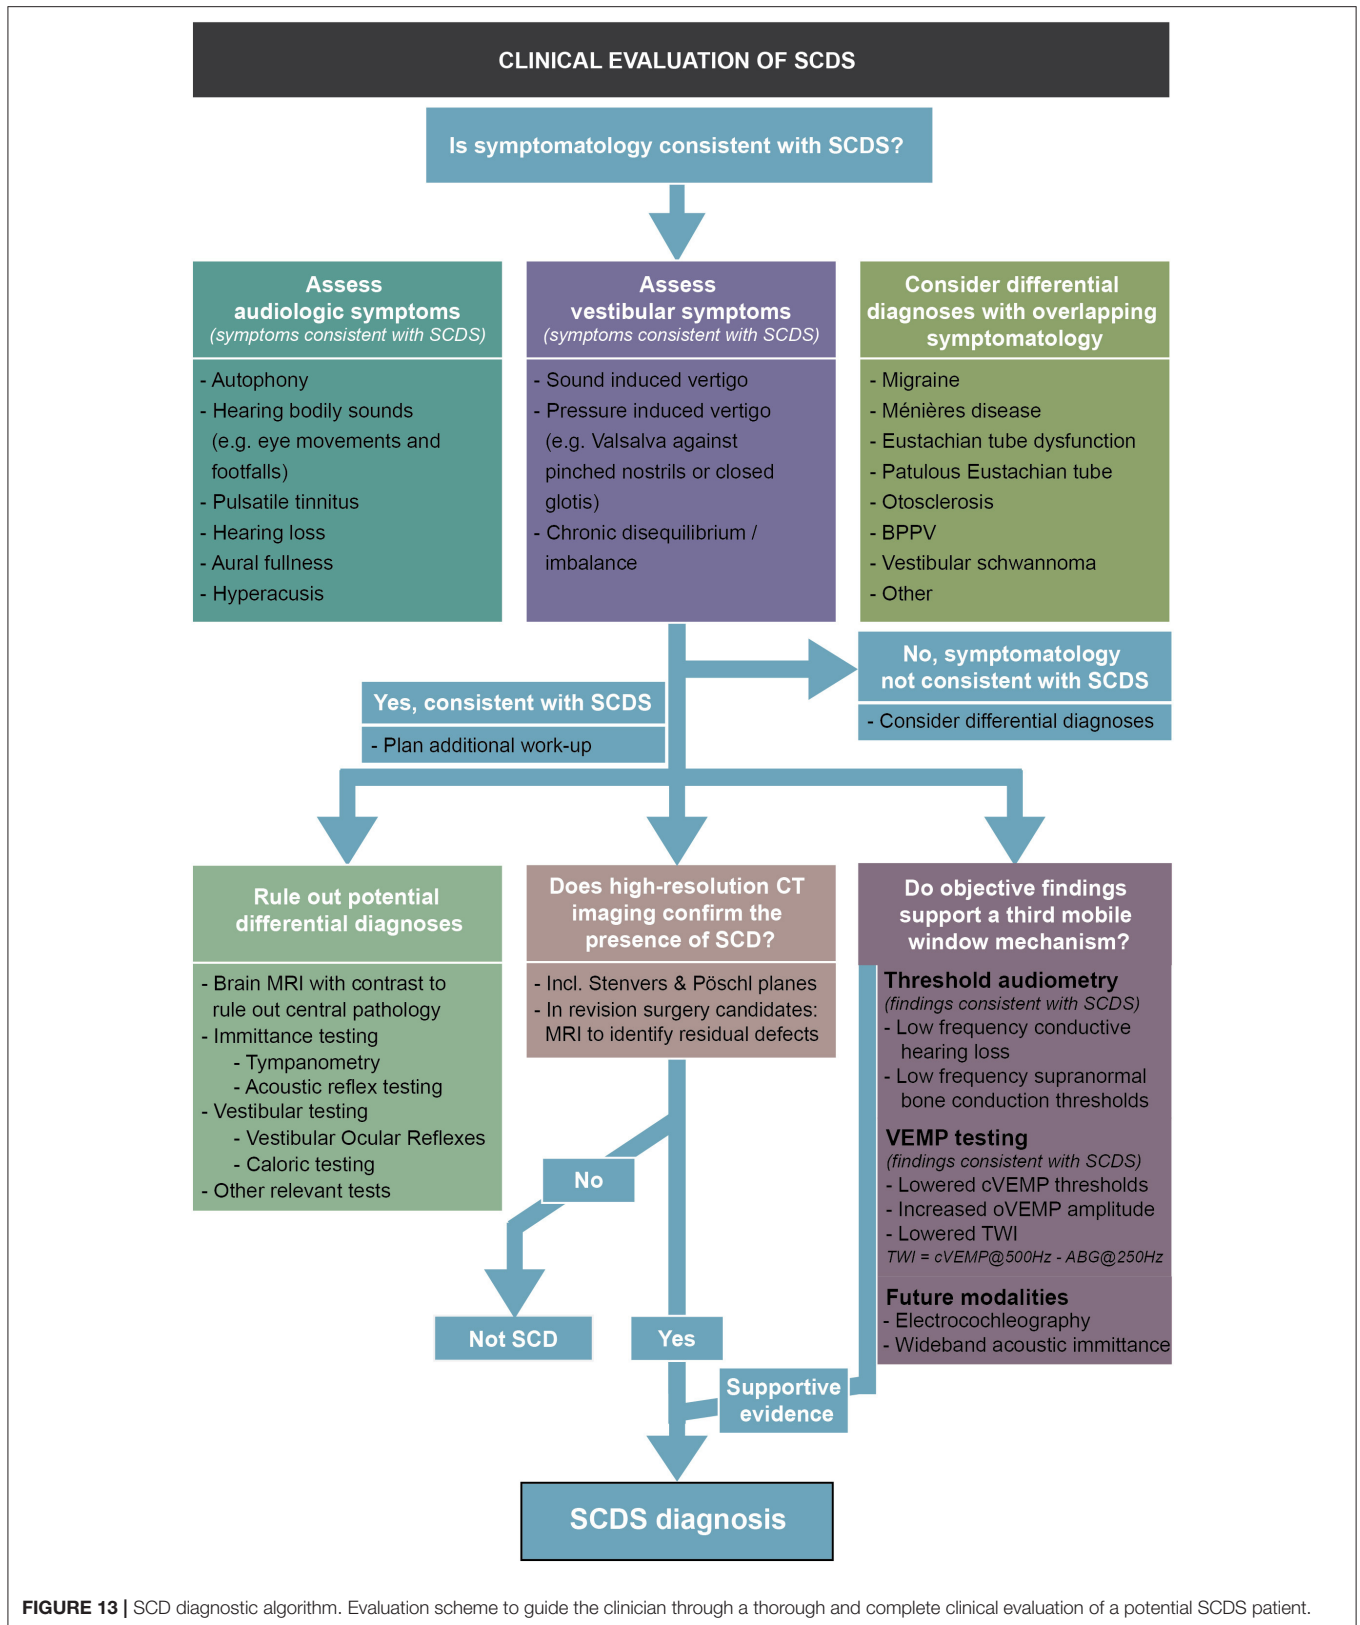 CLINICAL EVALUATION OF SCDS
Is symptomatology consistent with SCDS?
Assess
audiologic symptoms
(symptoms consistent with SCDS)
- Autophony
- Hearing bodily sounds
(e.g. eye movements and
footfalls)
- Pulsatile tinnitus
- Hearing loss
- Aural fullness
- Hyperacusis
Assess
vestibular symptoms
(symptoms consistent with SCDS)
- Sound induced vertigo
- Pressure induced vertigo
(e.g. Valsalva against
pinched nostrils or closed
glotis)
- Chronic disequilibrium /
imbalance
Consider differential
diagnoses with overlapping
symptomatology
- Migraine
- Ménières disease
- Eustachian tube dysfunction
- Patulous Eustachian tube
- Otosclerosis
- BPPV
- Vestibular schwannoma
- Other
No, symptomatology
not consistent with SCDS
- Consider differential diagnoses
Yes, consistent with SCDS
- Plan additional work-up
Rule out potential
differential diagnoses
- Brain MRI with contrast to
rule out central pathology
- Immittance testing
- Tympanometry
- Acoustic reflex testing
- Vestibular testing
- Vestibular Ocular Reflexes
- Caloric testing
- Other relevant tests
Does high-resolution CT
imaging confirm the
presence of SCD?
- Incl. Stenvers & Pöschl planes
- In revision surgery candidates:
MRI to identify residual defects
Do objective findings
support a third mobile
window mechanism?
Threshold audiometry
(findings consistent with SCDS)
- Low frequency conductive
hearing loss
- Low frequency supranormal
bone conduction thresholds
VEMP testing
(findings consistent with SCDS)
- Lowered cVEMP thresholds
- Increased oVEMP amplitude
- Lowered TWI
TWI = cVEMP@500Hz - ABG@250Hz
Future modalities
- Electrocochleography
- Wideband acoustic immittance
No
Not SCD
Yes
Supportive
evidence
SCDS diagnosis
FIGURE 13 | SCD diagnostic algorithm. Evaluation scheme to guide the clinician through a thorough and complete clinical evaluation of a potential SCDS patient.